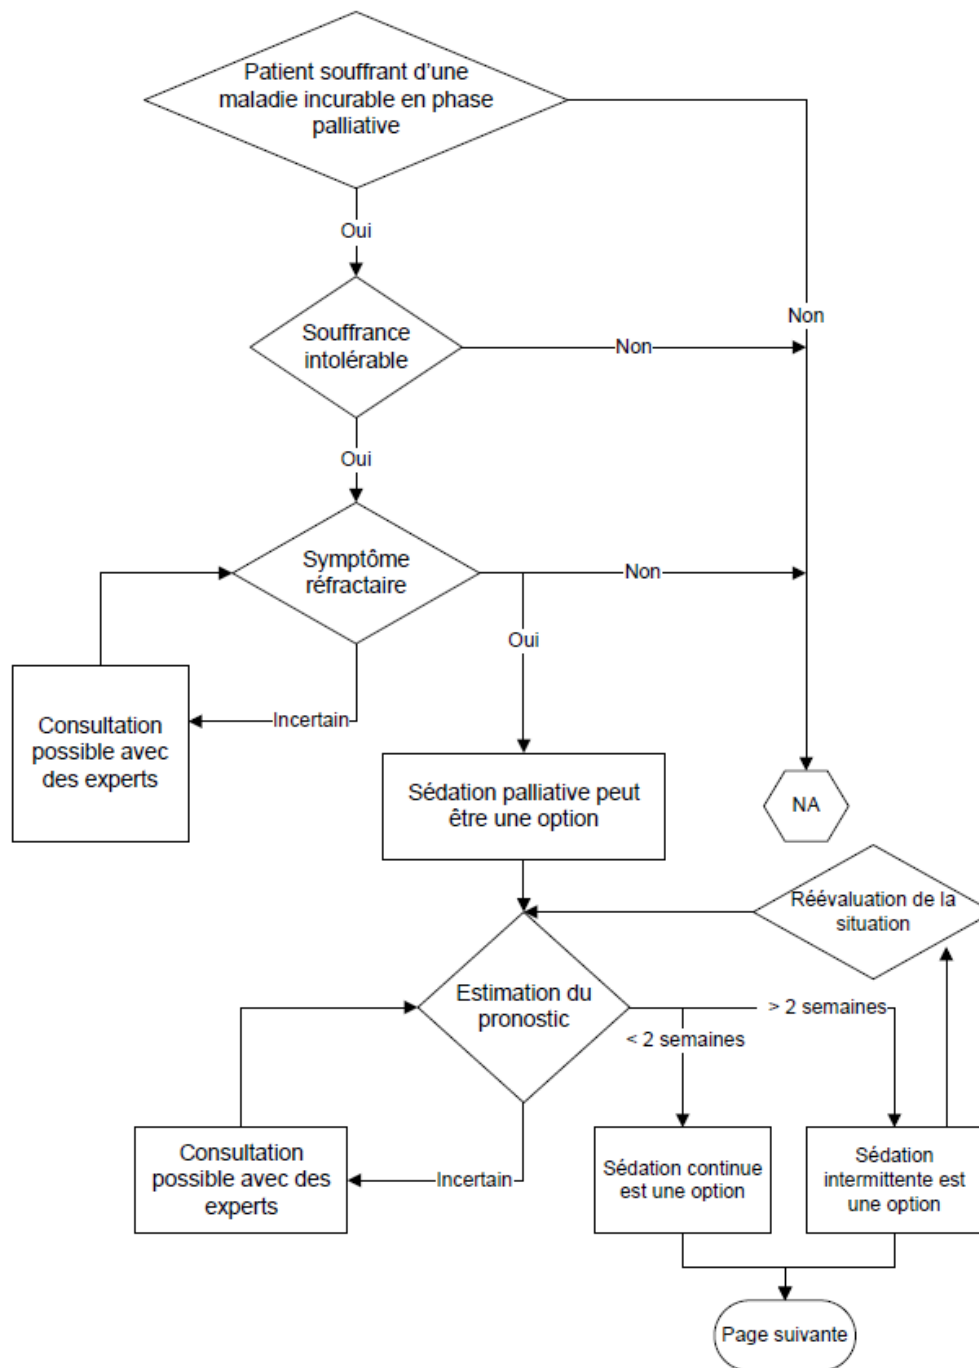 Patient souffrant d'une
maladie incurable en phase
palliative
Oui
Non
Souffrance
intolérable
Non
Oui
Symptôme
réfractaire
Non
Oui
Incertain
Consultation
possible avec
des experts
Sédation palliative peut
être une option
NA
Réévaluation de la
situation
Estimation du
pronostic
> 2 semaines
< 2 semaines
Incertain
Consultation
possible avec des
experts
Sédation continue
est une option
Sédation
intermittente est
une option
Page suivante